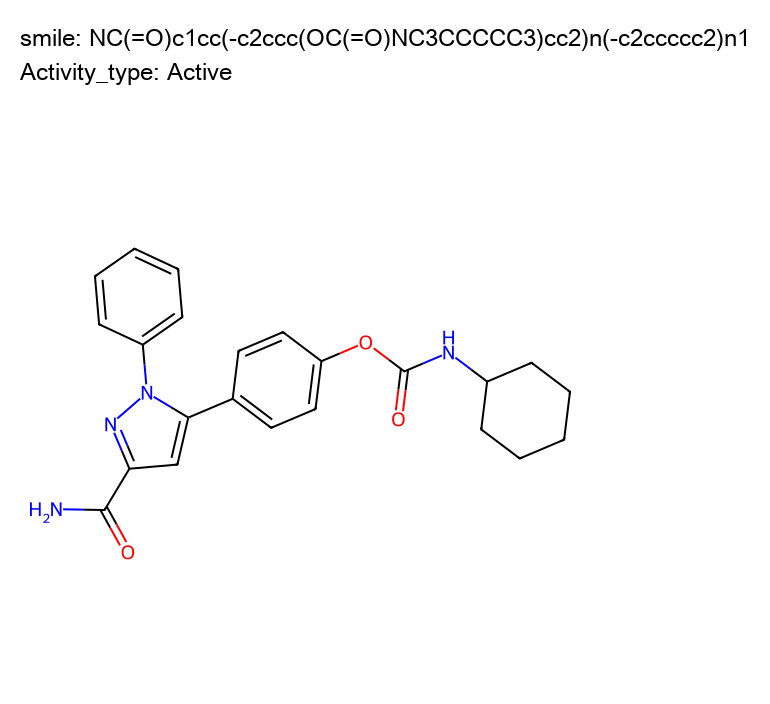 smile: NC(=O)c1cc(-c2ccc(OC(=O)NC3CCCCC3)cc2)n(-c2ccccc2)n1
Activity_type: Active
H
O
N
N
N
O
H2N
O